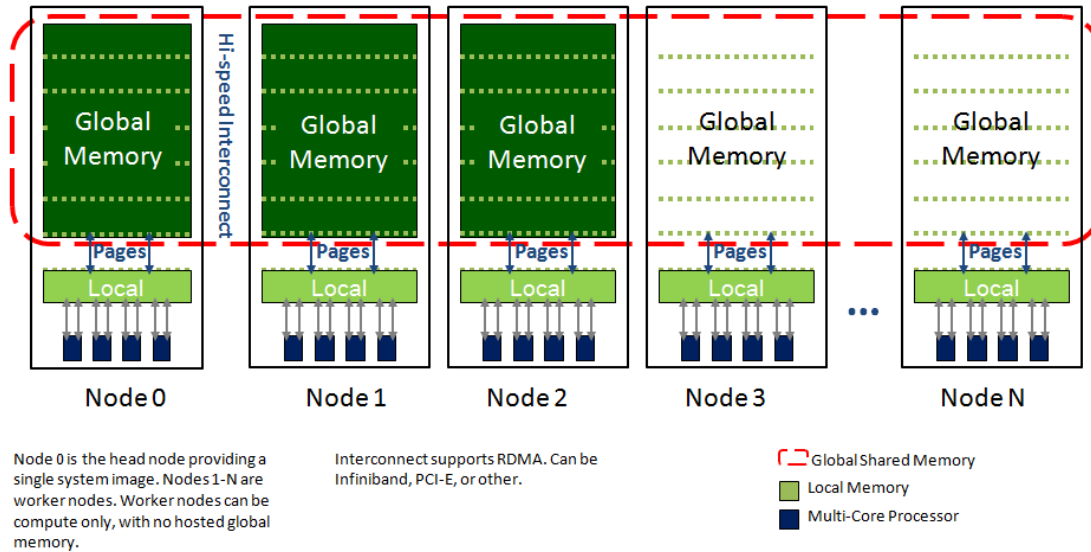 Global
Memory
Hi-speed Interconnect
Global
Memory
Global
Memory
Global
Memory
Global
Memory
Pages
Pages
Pages
Pages
Pages
Local
Local
Local
Local
Local
...
Node 0
Node 1
Node 2
Node 3
Node N
Node 0 is the head node providing a
single system image. Nodes 1-N are
worker nodes. Worker nodes can be
compute only, with no hosted global
memory.
Interconnect supports RDMA. Can be
Infiniband, PCI-E, or other.
Global Shared Memory
Local Memory
Multi-Core Processor